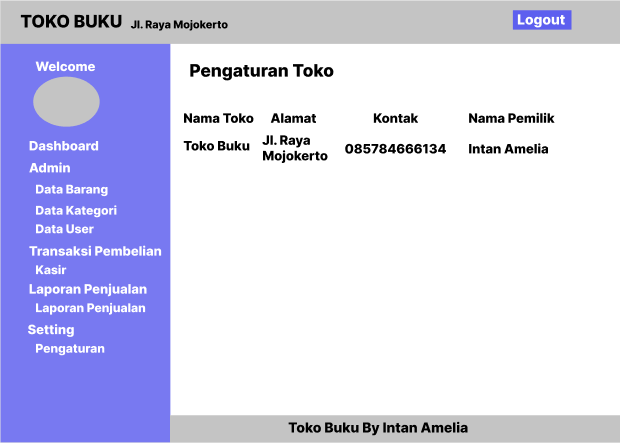 TOKO BUKU Jl. Raya Mojokerto
Logout
Welcome
Dashboard
Admin
Data Barang
Data Kategori
Data User
Transaksi Pembelian
Kasir
Laporan Penjualan
Laporan Penjualan
Setting
Pengaturan
Pengaturan Toko
Nama Toko Alamat Kontak Nama Pemilik
Toko Buku Jl. Raya Mojokerto 085784666134 Intan Amelia
Toko Buku By Intan Amelia